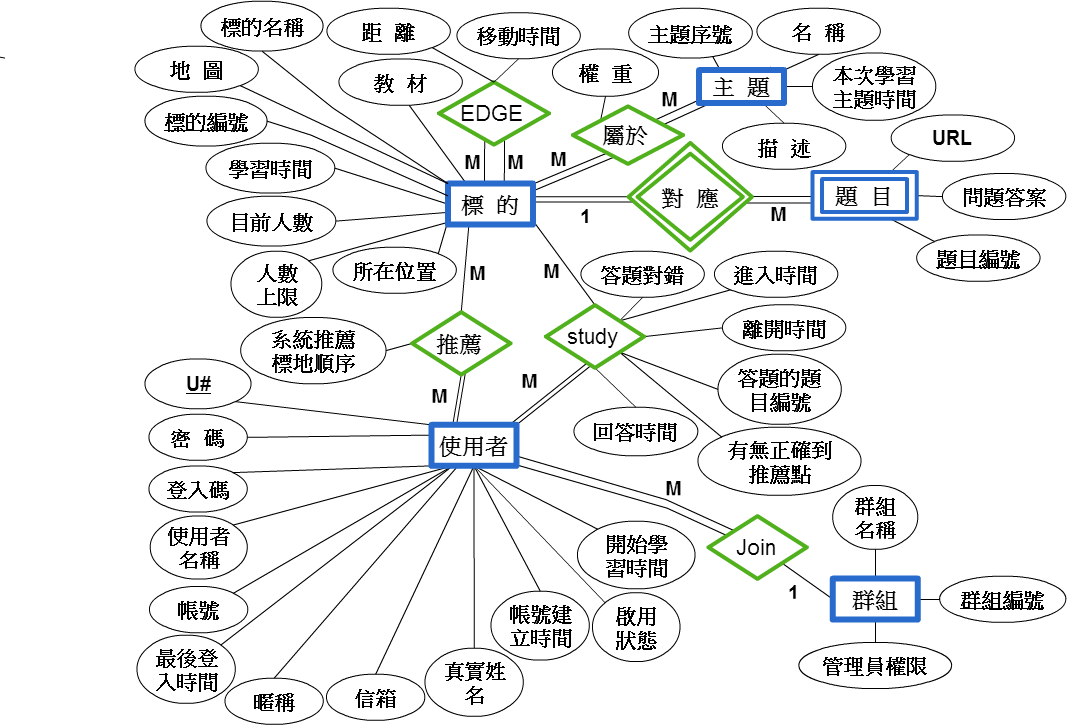 標的名稱
距 離
移動時間
主題序號
名 稱
地 圖
教 材
權 重
主 題
本次學習
主題時間
標的編號
EDGE
屬於
M
描 述
URL
學習時間
M
M
M
標 的
1
對 應
M
題 目
問題答案
目前人數
題目編號
人數
上限
所在位置
M
M
答題對錯
進入時間
系統推薦
標地順序
推薦
study
離開時間
U#
M
M
答題的題
目編號
密 碼
使用者
回答時間
有無正確到
推薦點
登入碼
M
群組
名稱
使用者
名稱
開始學
習時間
Join
1
群組
群組編號
帳號
帳號建
立時間
啟用
狀態
管理員權限
最後登
入時間
暱稱
信箱
真實姓
名